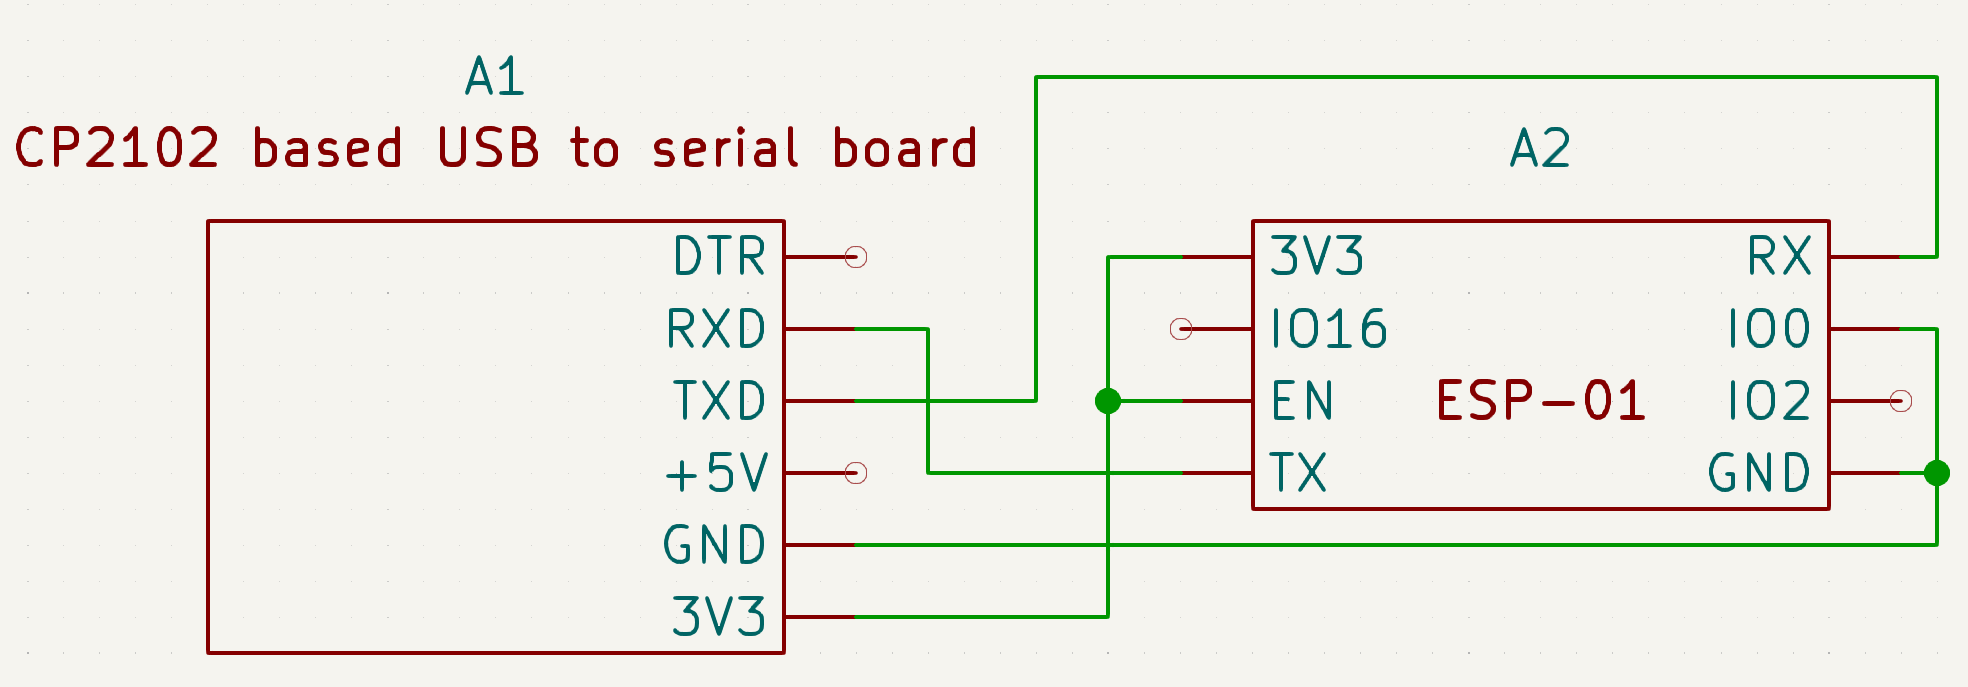 A1
CP2102 based USB to serial board
A2
DTR
RXD
TXD
+5V
GND
3V3
3V3
IO16
EN
TX
ESP-01
RX
IO0
IO2
GND